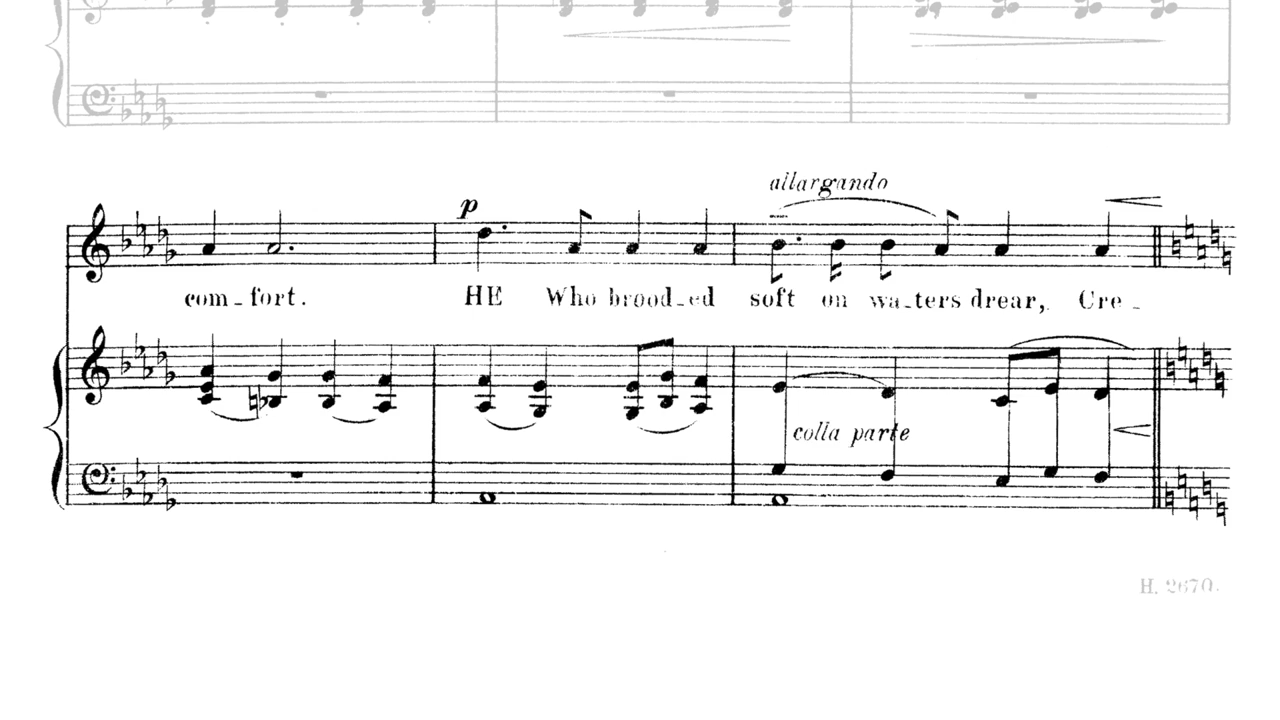 allargando
p
com - fort. HE Who brood - ed soft on wa - ters drear, Cre -
colla parte
H. 2670.